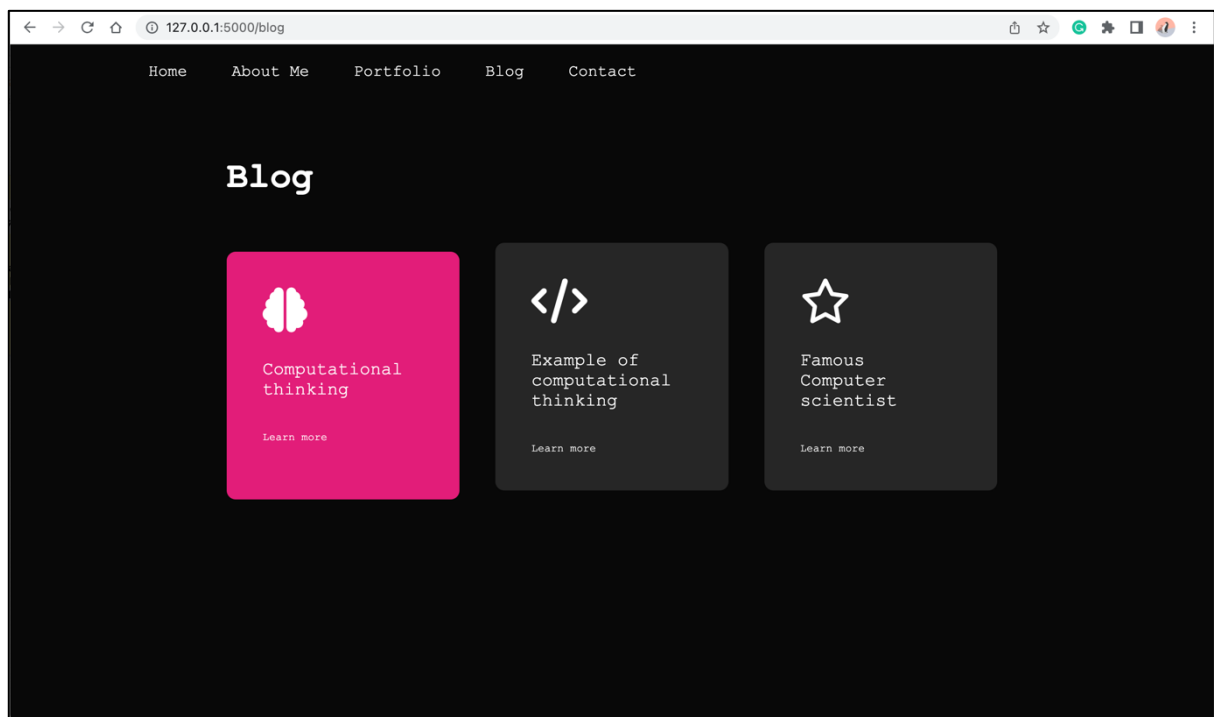 127.0.0.1:5000/blog
Home About Me Portfolio Blog Contact
Blog
Computational
thinking
Learn more
Example of
computational
thinking
Learn more
Famous
Computer
scientist
Learn more